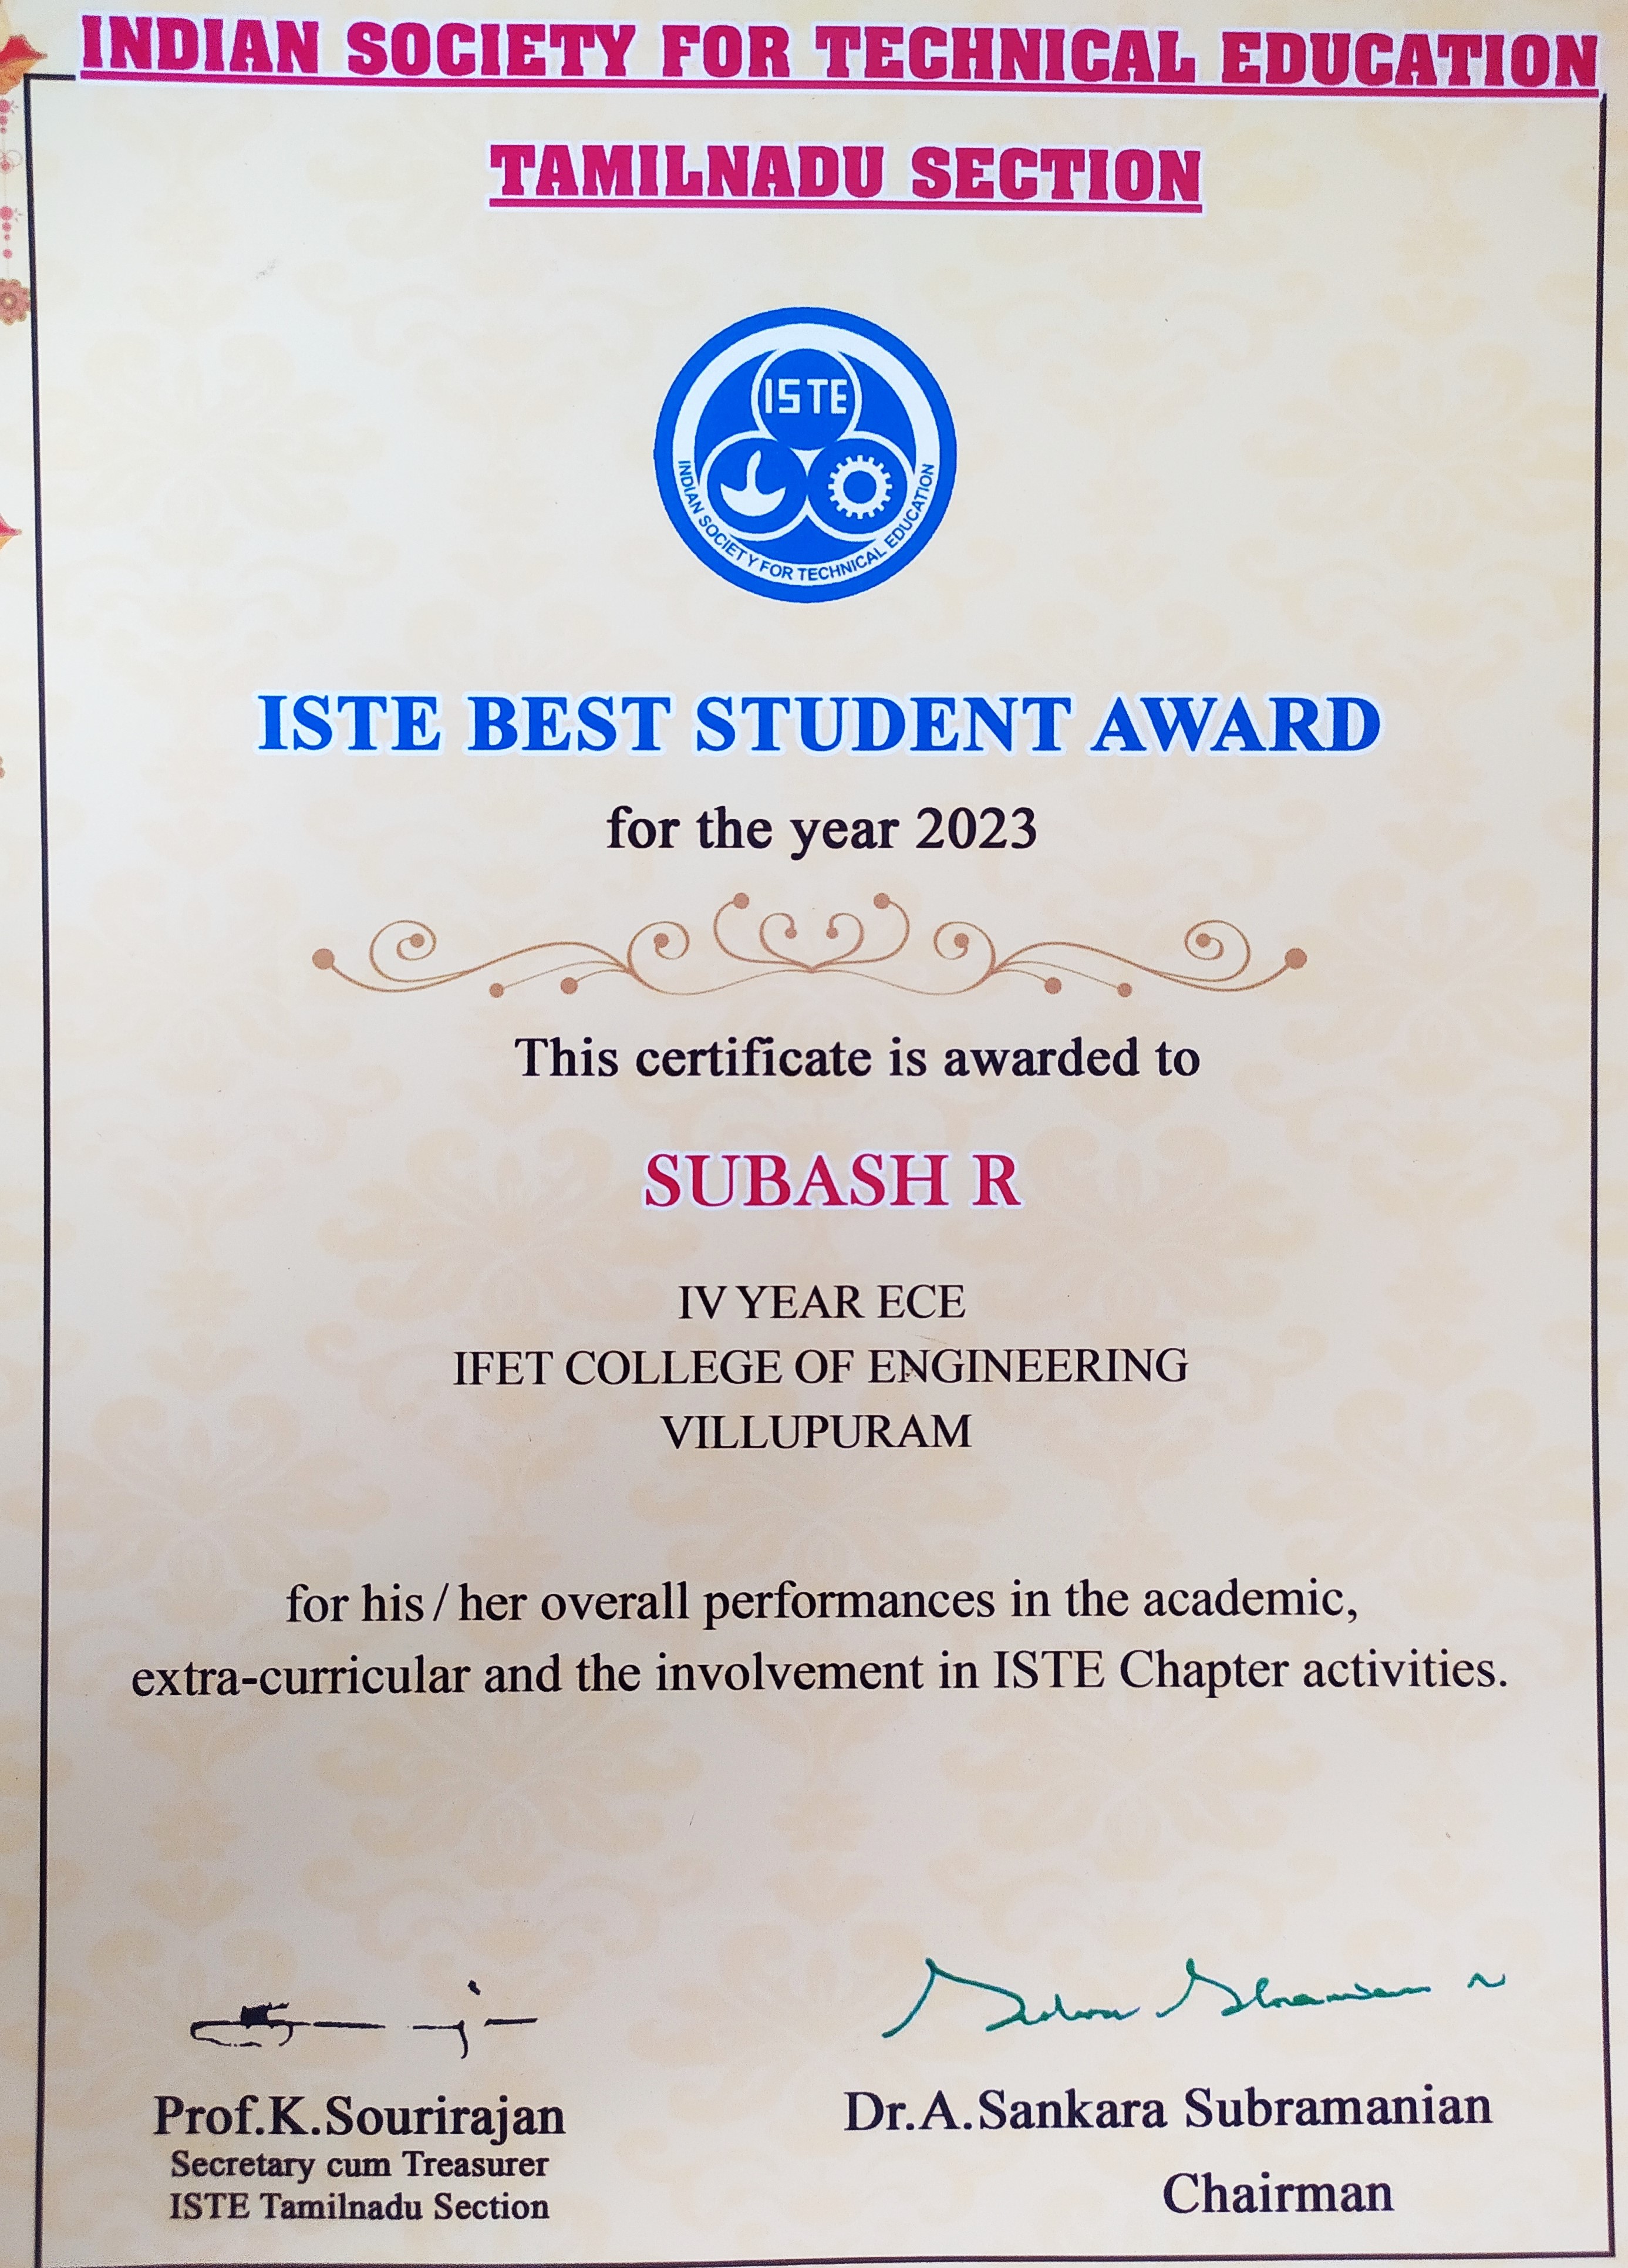 INDIAN SOCIETY FOR TECHNICAL EDUCATION
TAMILNADU SECTION
ISTE
INDIAN SOCIETY FOR TECHNICAL EDUCATION
ISTE BEST STUDENT AWARD
for the year 2023
This certificate is awarded to
SUBASH R
IV YEAR ECE
IFET COLLEGE OF ENGINEERING
VILLUPURAM
for his / her overall performances in the academic,
extra-curricular and the involvement in ISTE Chapter activities.
Prof.K.Sourirajan
Secretary cum Treasurer
ISTE Tamilnadu Section
Dr.A.Sankara Subramanian
Chairman